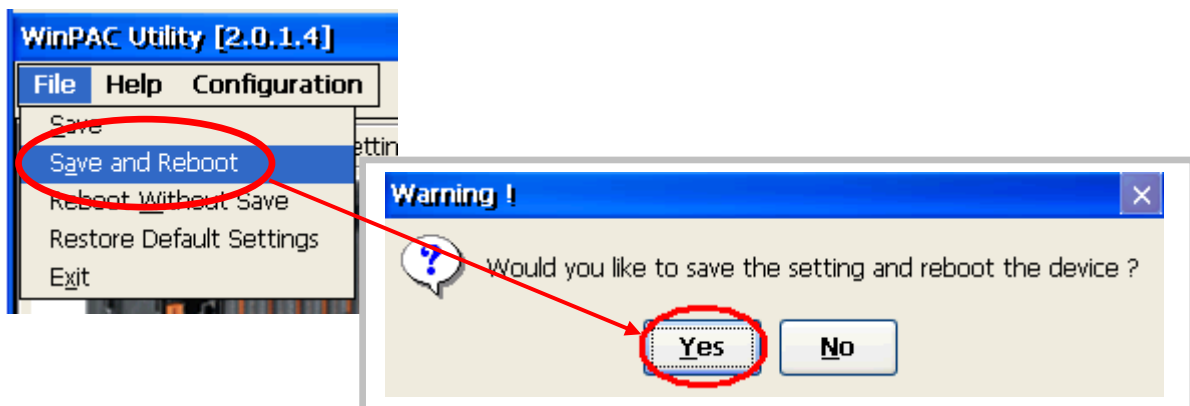 WinPAC Utility [2.0.1.4]
File Help Configuration
Save
Save and Reboot
Reboot Without Save
Restore Default Settings
Exit
Warning !
Would you like to save the setting and reboot the device ?
Yes No